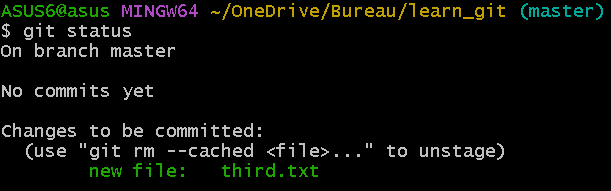 ASUS6@asus MINGW64 ~/OneDrive/Bureau/learn_git (master)
$ git status
On branch master
No commits yet
Changes to be committed:
  (use "git rm --cached <file>..." to unstage)
        new file:   third.txt